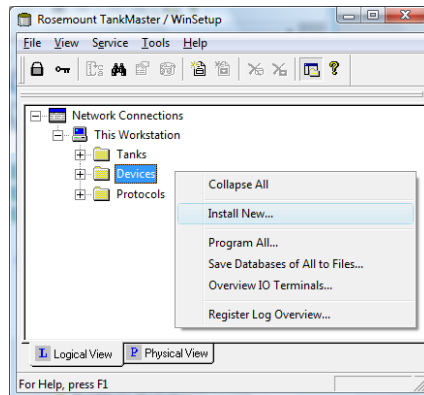 Rosemount TankMaster / WinSetup
File View Service Tools Help
Network Connections
This Workstation
Tanks
Devices
Protocols
Collapse All
Install New...
Program All...
Save Databases of All to Files...
Overview IO Terminals...
Register Log Overview...
L Logical View P Physical View
For Help, press F1